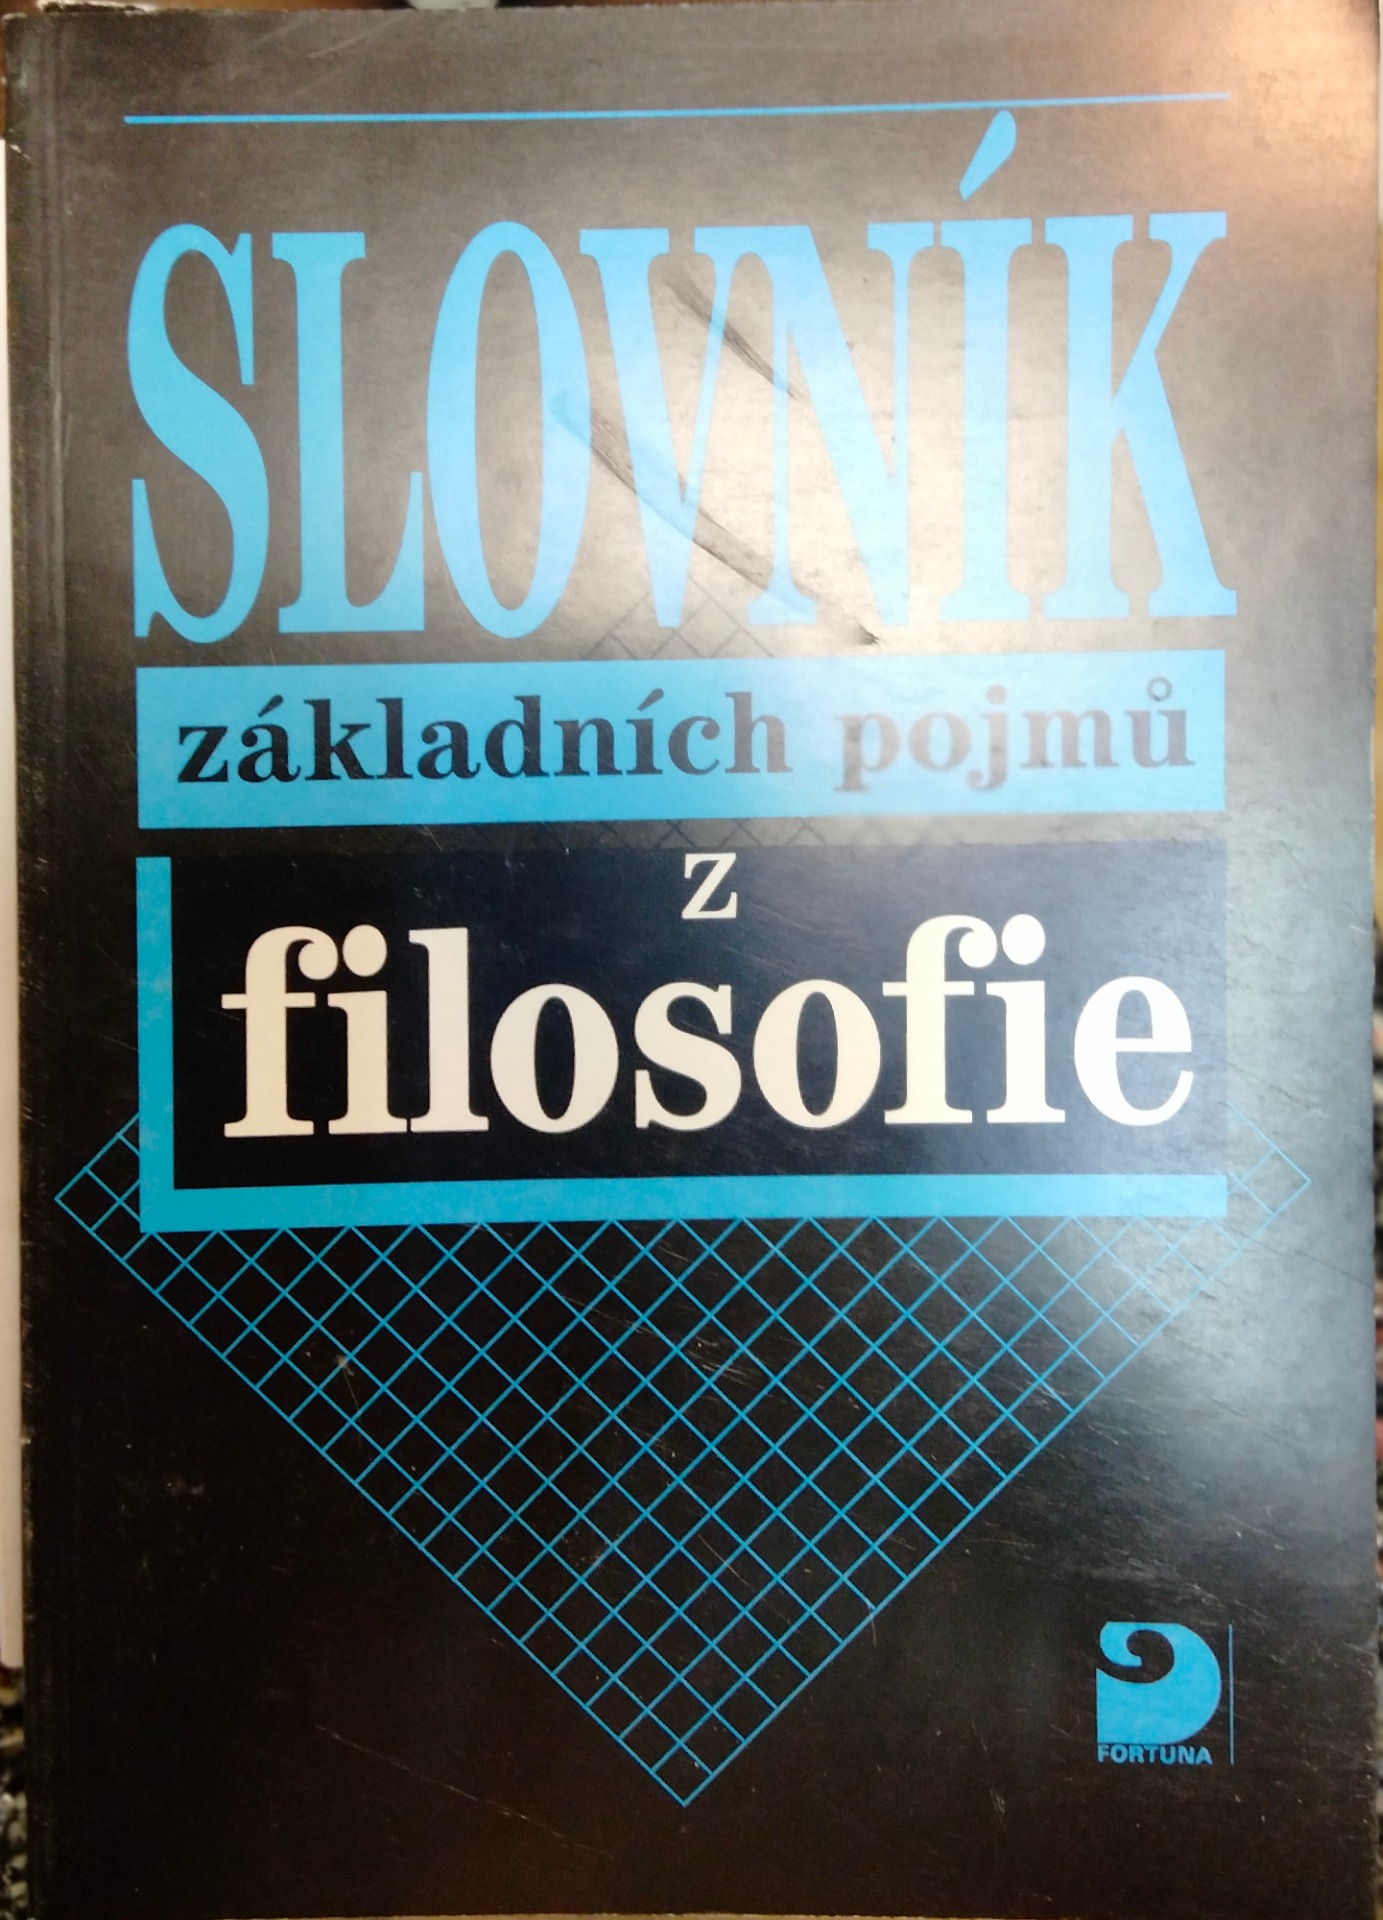 SLOVNÍK
základních pojmů
z
filosofie
FORTUNA